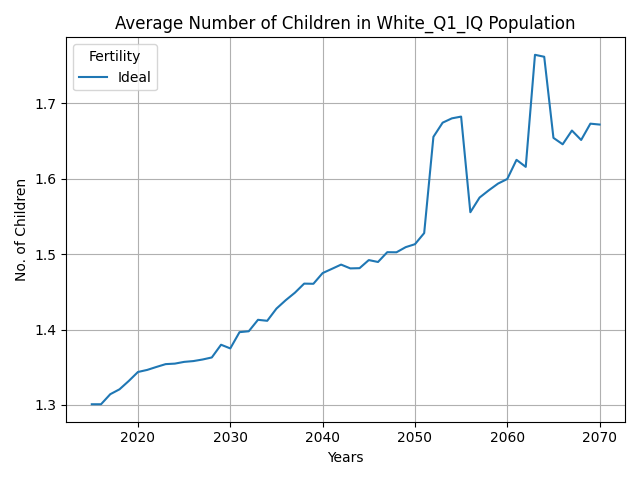 Average Number of Children in White_Q1_IQ Population
Fertility
Ideal
No. of Children
1.7
1.6
1.5
1.4
1.3
2020 2030 2040 2050 2060 2070
Years